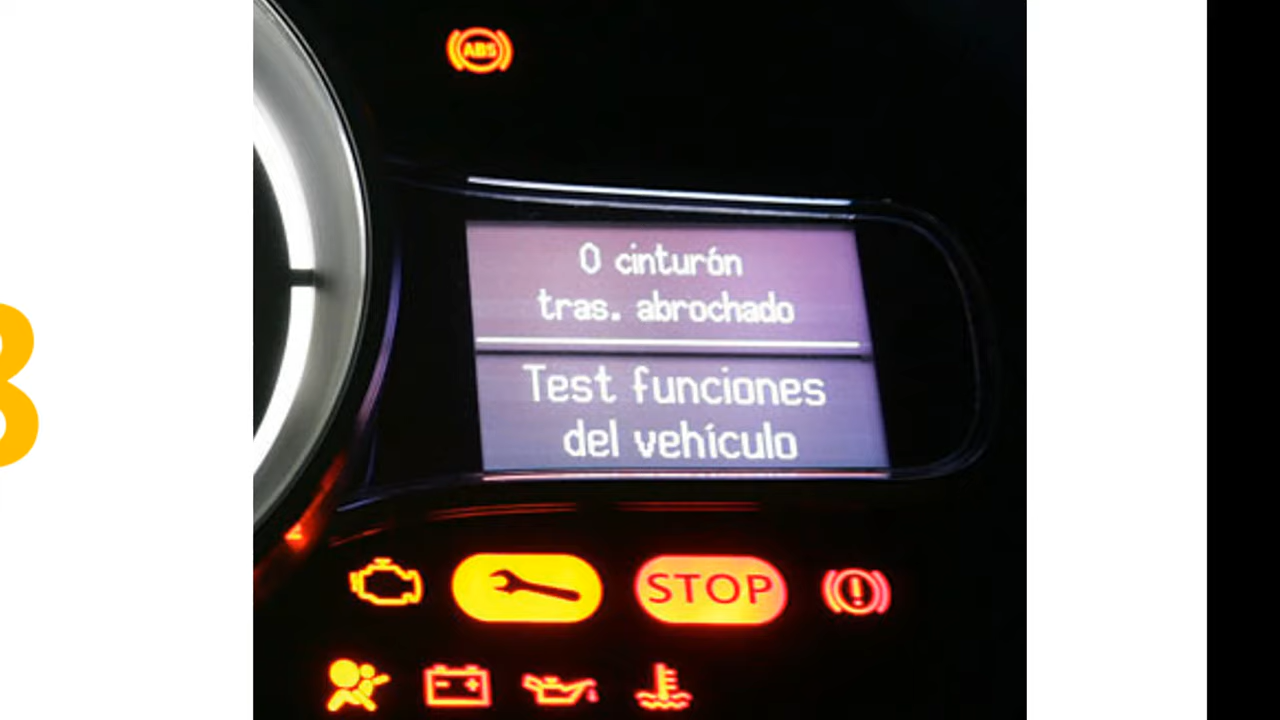 ABS
0 cinturón
tras. abrochado
Test funciones
del vehículo
STOP